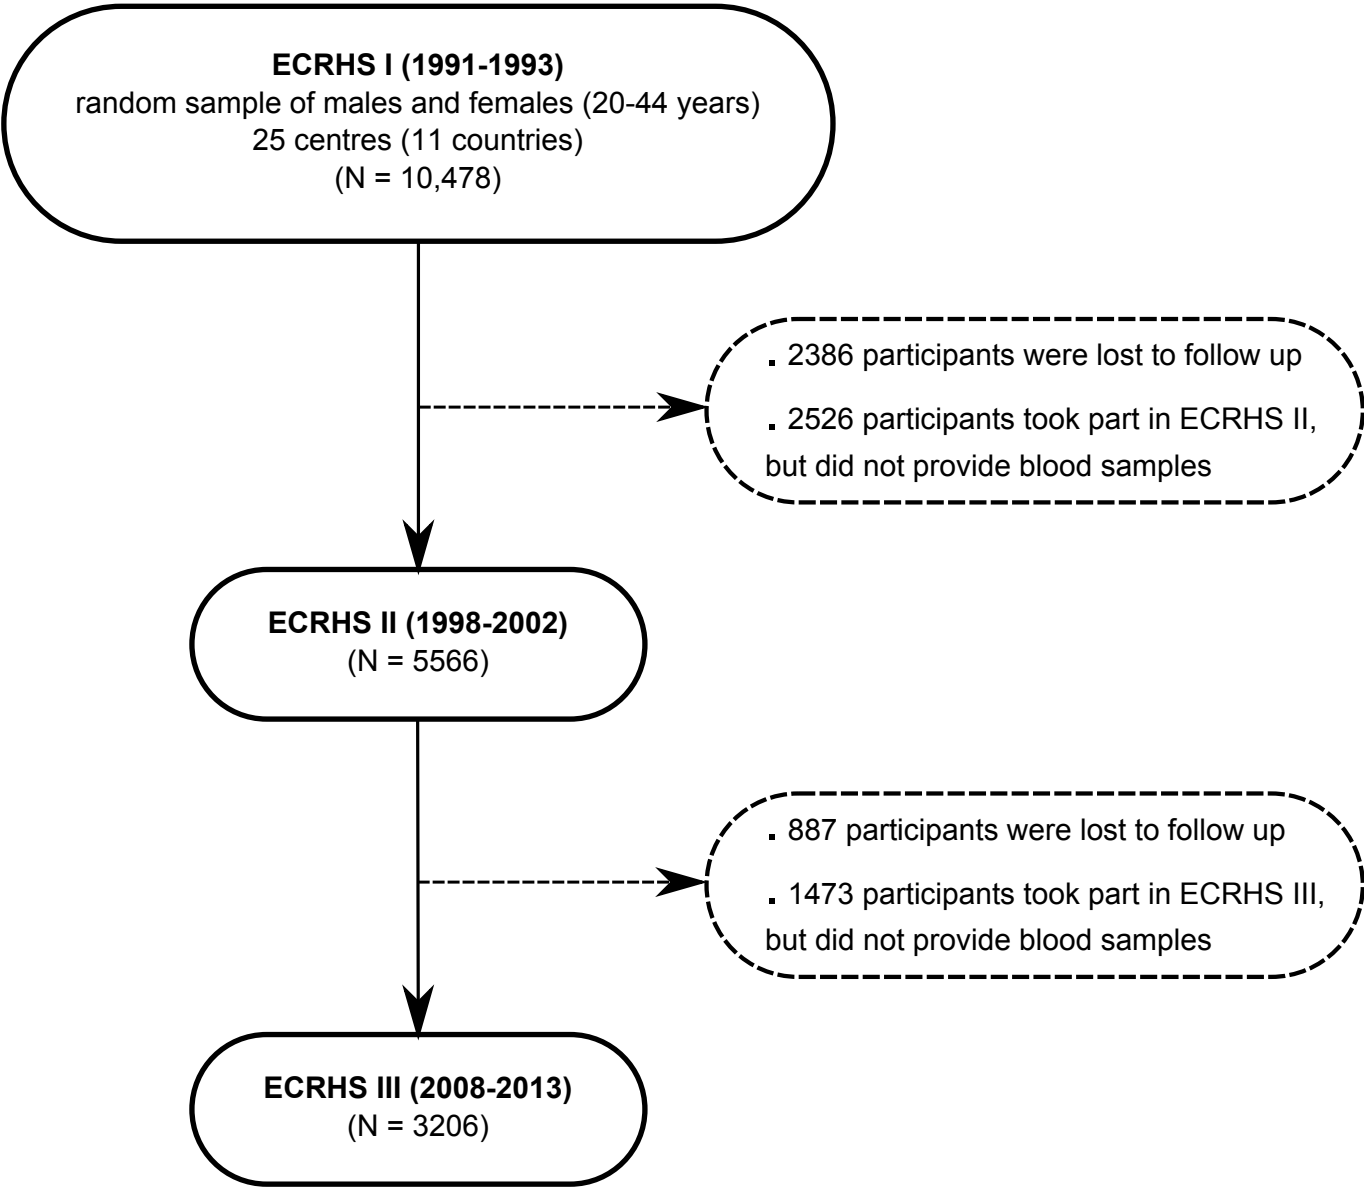 ECRHS I (1991-1993)
random sample of males and females (20-44 years)
25 centres (11 countries)
(N = 10,478)
. 2386 participants were lost to follow up
. 2526 participants took part in ECRHS II,
but did not provide blood samples
ECRHS II (1998-2002)
(N = 5566)
. 887 participants were lost to follow up
. 1473 participants took part in ECRHS III,
but did not provide blood samples
ECRHS III (2008-2013)
(N = 3206)